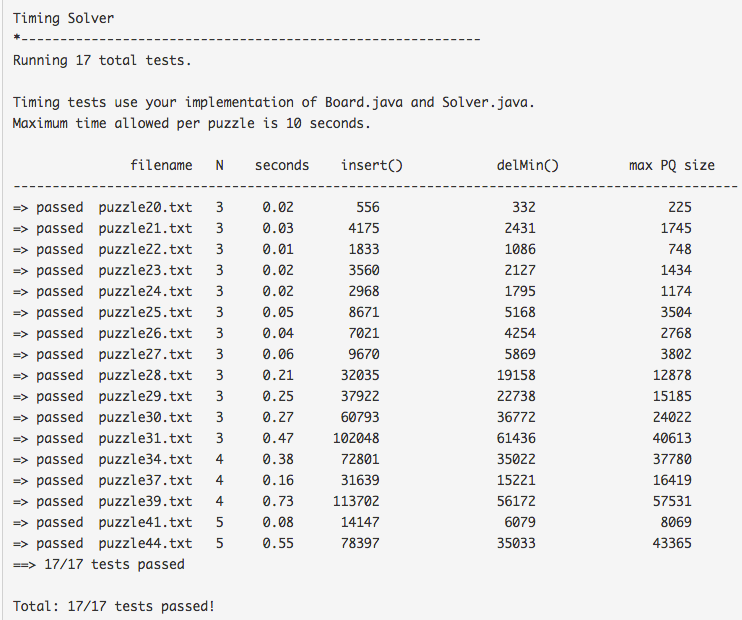 Timing Solver
*-----------------------------------------------------------
Running 17 total tests.
Timing tests use your implementation of Board.java and Solver.java.
Maximum time allowed per puzzle is 10 seconds.
filename N seconds insert() delMin() max PQ size
---------------------------------------------------------------------------------------------
=> passed puzzle20.txt 3 0.02 556 332 225
=> passed puzzle21.txt 3 0.03 4175 2431 1745
=> passed puzzle22.txt 3 0.01 1833 1086 748
=> passed puzzle23.txt 3 0.02 3560 2127 1434
=> passed puzzle24.txt 3 0.02 2968 1795 1174
=> passed puzzle25.txt 3 0.05 8671 5168 3504
=> passed puzzle26.txt 3 0.04 7021 4254 2768
=> passed puzzle27.txt 3 0.06 9670 5869 3802
=> passed puzzle28.txt 3 0.21 32035 19158 12878
=> passed puzzle29.txt 3 0.25 37922 22738 15185
=> passed puzzle30.txt 3 0.27 60793 36772 24022
=> passed puzzle31.txt 3 0.47 102048 61436 40613
=> passed puzzle34.txt 4 0.38 72801 35022 37780
=> passed puzzle37.txt 4 0.16 31639 15221 16419
=> passed puzzle39.txt 4 0.73 113702 56172 57531
=> passed puzzle41.txt 5 0.08 14147 6079 8069
=> passed puzzle44.txt 5 0.55 78397 35033 43365
==> 17/17 tests passed
Total: 17/17 tests passed!